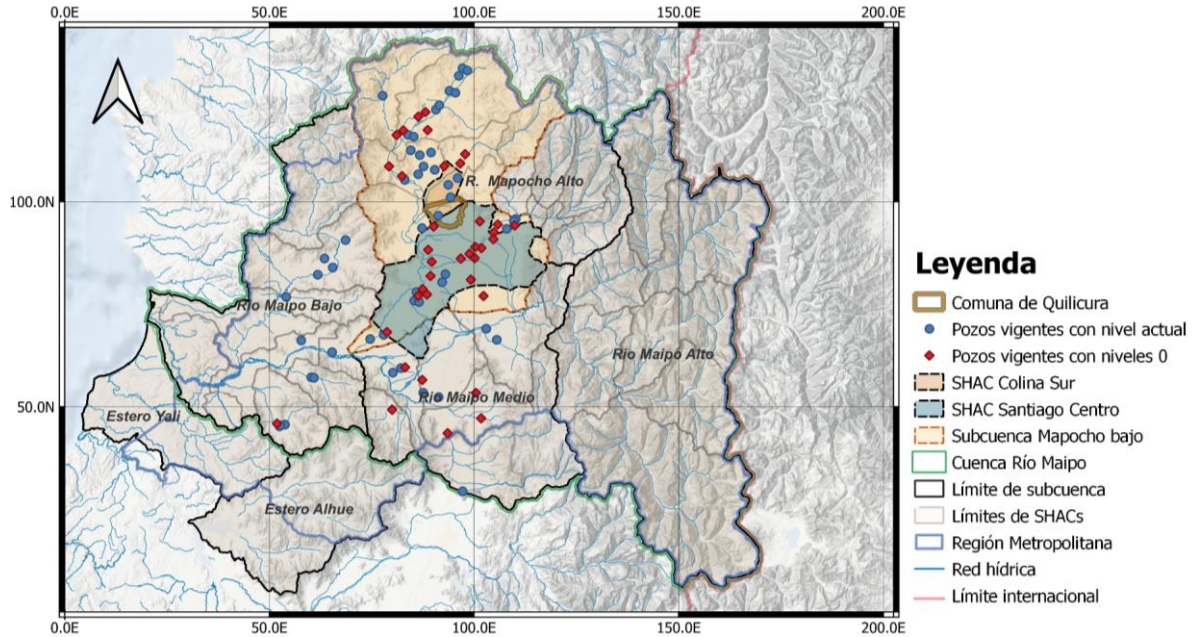 0.0E 50.0E 100.0E 150.0E 200.0E
100.0N
50.0N
R. Mapocho Alto
Rio Maipo Bajo
Rio Maipo Alto
Rio Maipo Medio
Estero Yali
Estero Alhue
0.0E 50.0E 100.0E 150.0E 200.0E
Leyenda
Comuna de Quilicura
Pozos vigentes con nivel actual
Pozos vigentes con niveles 0
SHAC Colina Sur
SHAC Santiago Centro
Subcuenca Mapocho bajo
Cuenca Río Maipo
Límite de subcuenca
Límites de SHACs
Región Metropolitana
Red hídrica
Límite internacional